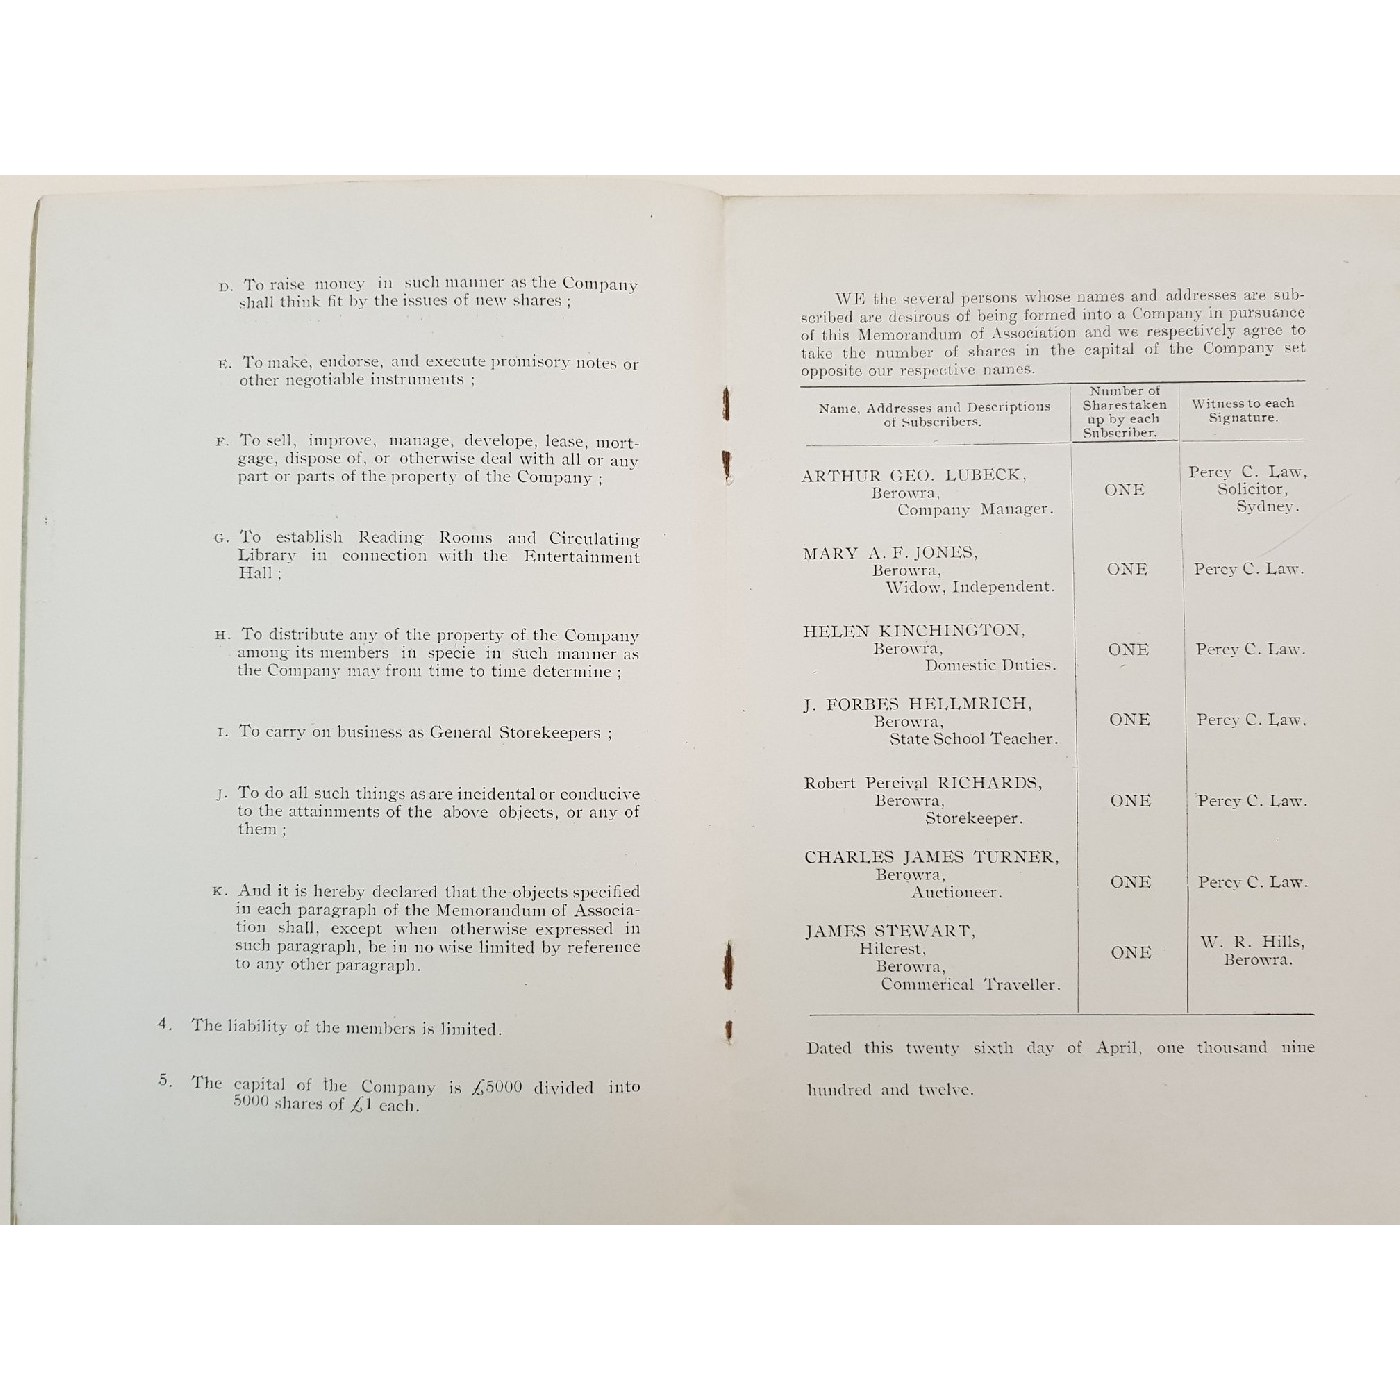 D. To raise money in such manner as the Company
shall think fit by the issues of new shares ;
E. To make, endorse, and execute promisory notes or
other negotiable instruments ;
F. To sell, improve, manage, develope, lease, mort-
gage, dispose of, or otherwise deal with all or any
part or parts of the property of the Company ;
G. To establish Reading Rooms and Circulating
Library in connection with the Entertainment
Hall ;
H. To distribute any of the property of the Company
among its members in specie in such manner as
the Company may from time to time determine ;
I. To carry on business as General Storekeepers ;
J. To do all such things as are incidental or conducive
to the attainments of the above objects, or any of
them ;
K. And it is hereby declared that the objects specified
in each paragraph of the Memorandum of Associa-
tion shall, except when otherwise expressed in
such paragraph, be in no wise limited by reference
to any other paragraph.
4. The liability of the members is limited.
5. The capital of the Company is £5000 divided into
5000 shares of £1 each.
WE the several persons whose names and addresses are sub-
scribed are desirous of being formed into a Company in pursuance
of this Memorandum of Association and we respectively agree to
take the number of shares in the capital of the Company set
opposite our respective names.
Name, Addresses and Descriptions
of Subscribers.
Number of
Shares taken
up by each
Subscriber.
Witness to each
Signature.
ARTHUR GEO. LUBECK,
Berowra,
Company Manager.
ONE
Percy C. Law,
Solicitor,
Sydney.
MARY A. F. JONES,
Berowra,
Widow, Independent.
ONE
Percy C. Law.
HELEN KINCHINGTON,
Berowra,
Domestic Duties.
ONE
Percy C. Law.
J. FORBES HELLMRICH,
Berowra,
State School Teacher.
ONE
Percy C. Law.
Robert Percival RICHARDS,
Berowra,
Storekeeper.
ONE
Percy C. Law.
CHARLES JAMES TURNER,
Berowra,
Auctioneer.
ONE
Percy C. Law.
JAMES STEWART,
Hilcrest,
Berowra,
Commerical Traveller.
ONE
W. R. Hills,
Berowra.
Dated this twenty sixth day of April, one thousand nine
hundred and twelve.